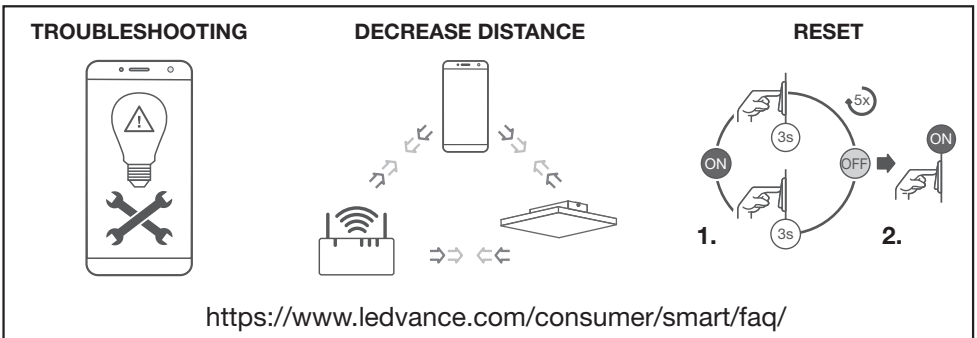 TROUBLESHOOTING
DECREASE DISTANCE
RESET
!
5x
3s
ON
OFF
ON
3s
1.
2.
https://www.ledvance.com/consumer/smart/faq/